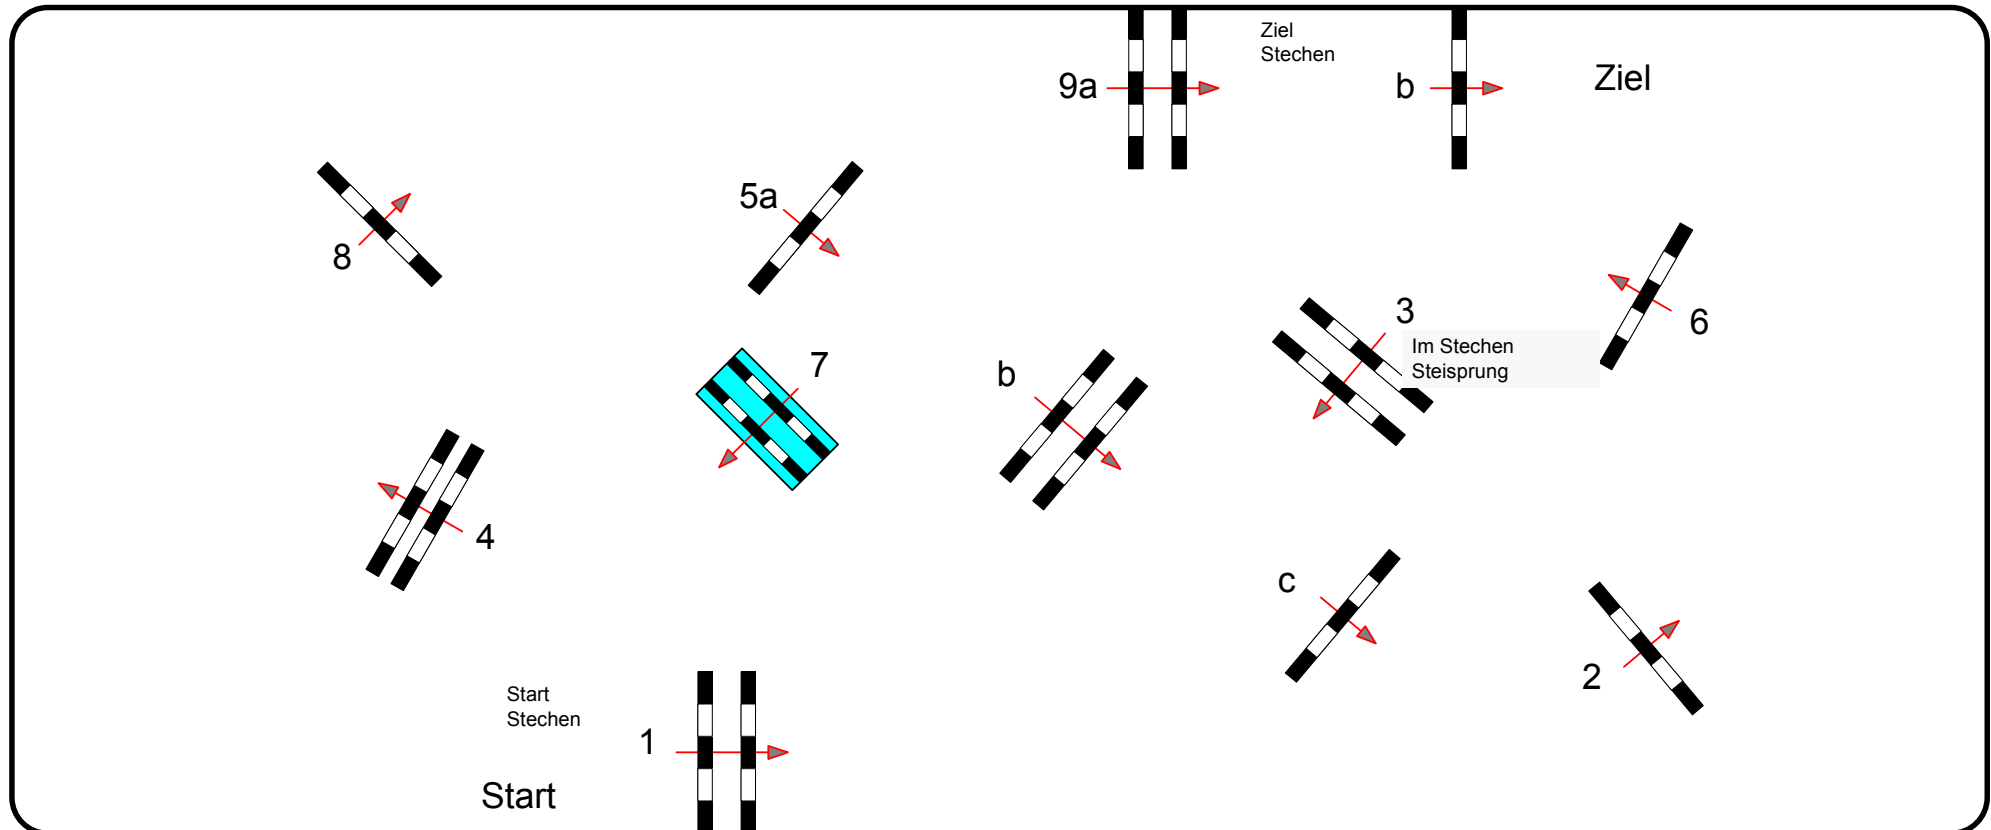 Ziel
Stechen
9a
b
Ziel
5a
8
3
6
Im Stechen
Steisprung
7
b
4
c
2
Start
Stechen
1
Start